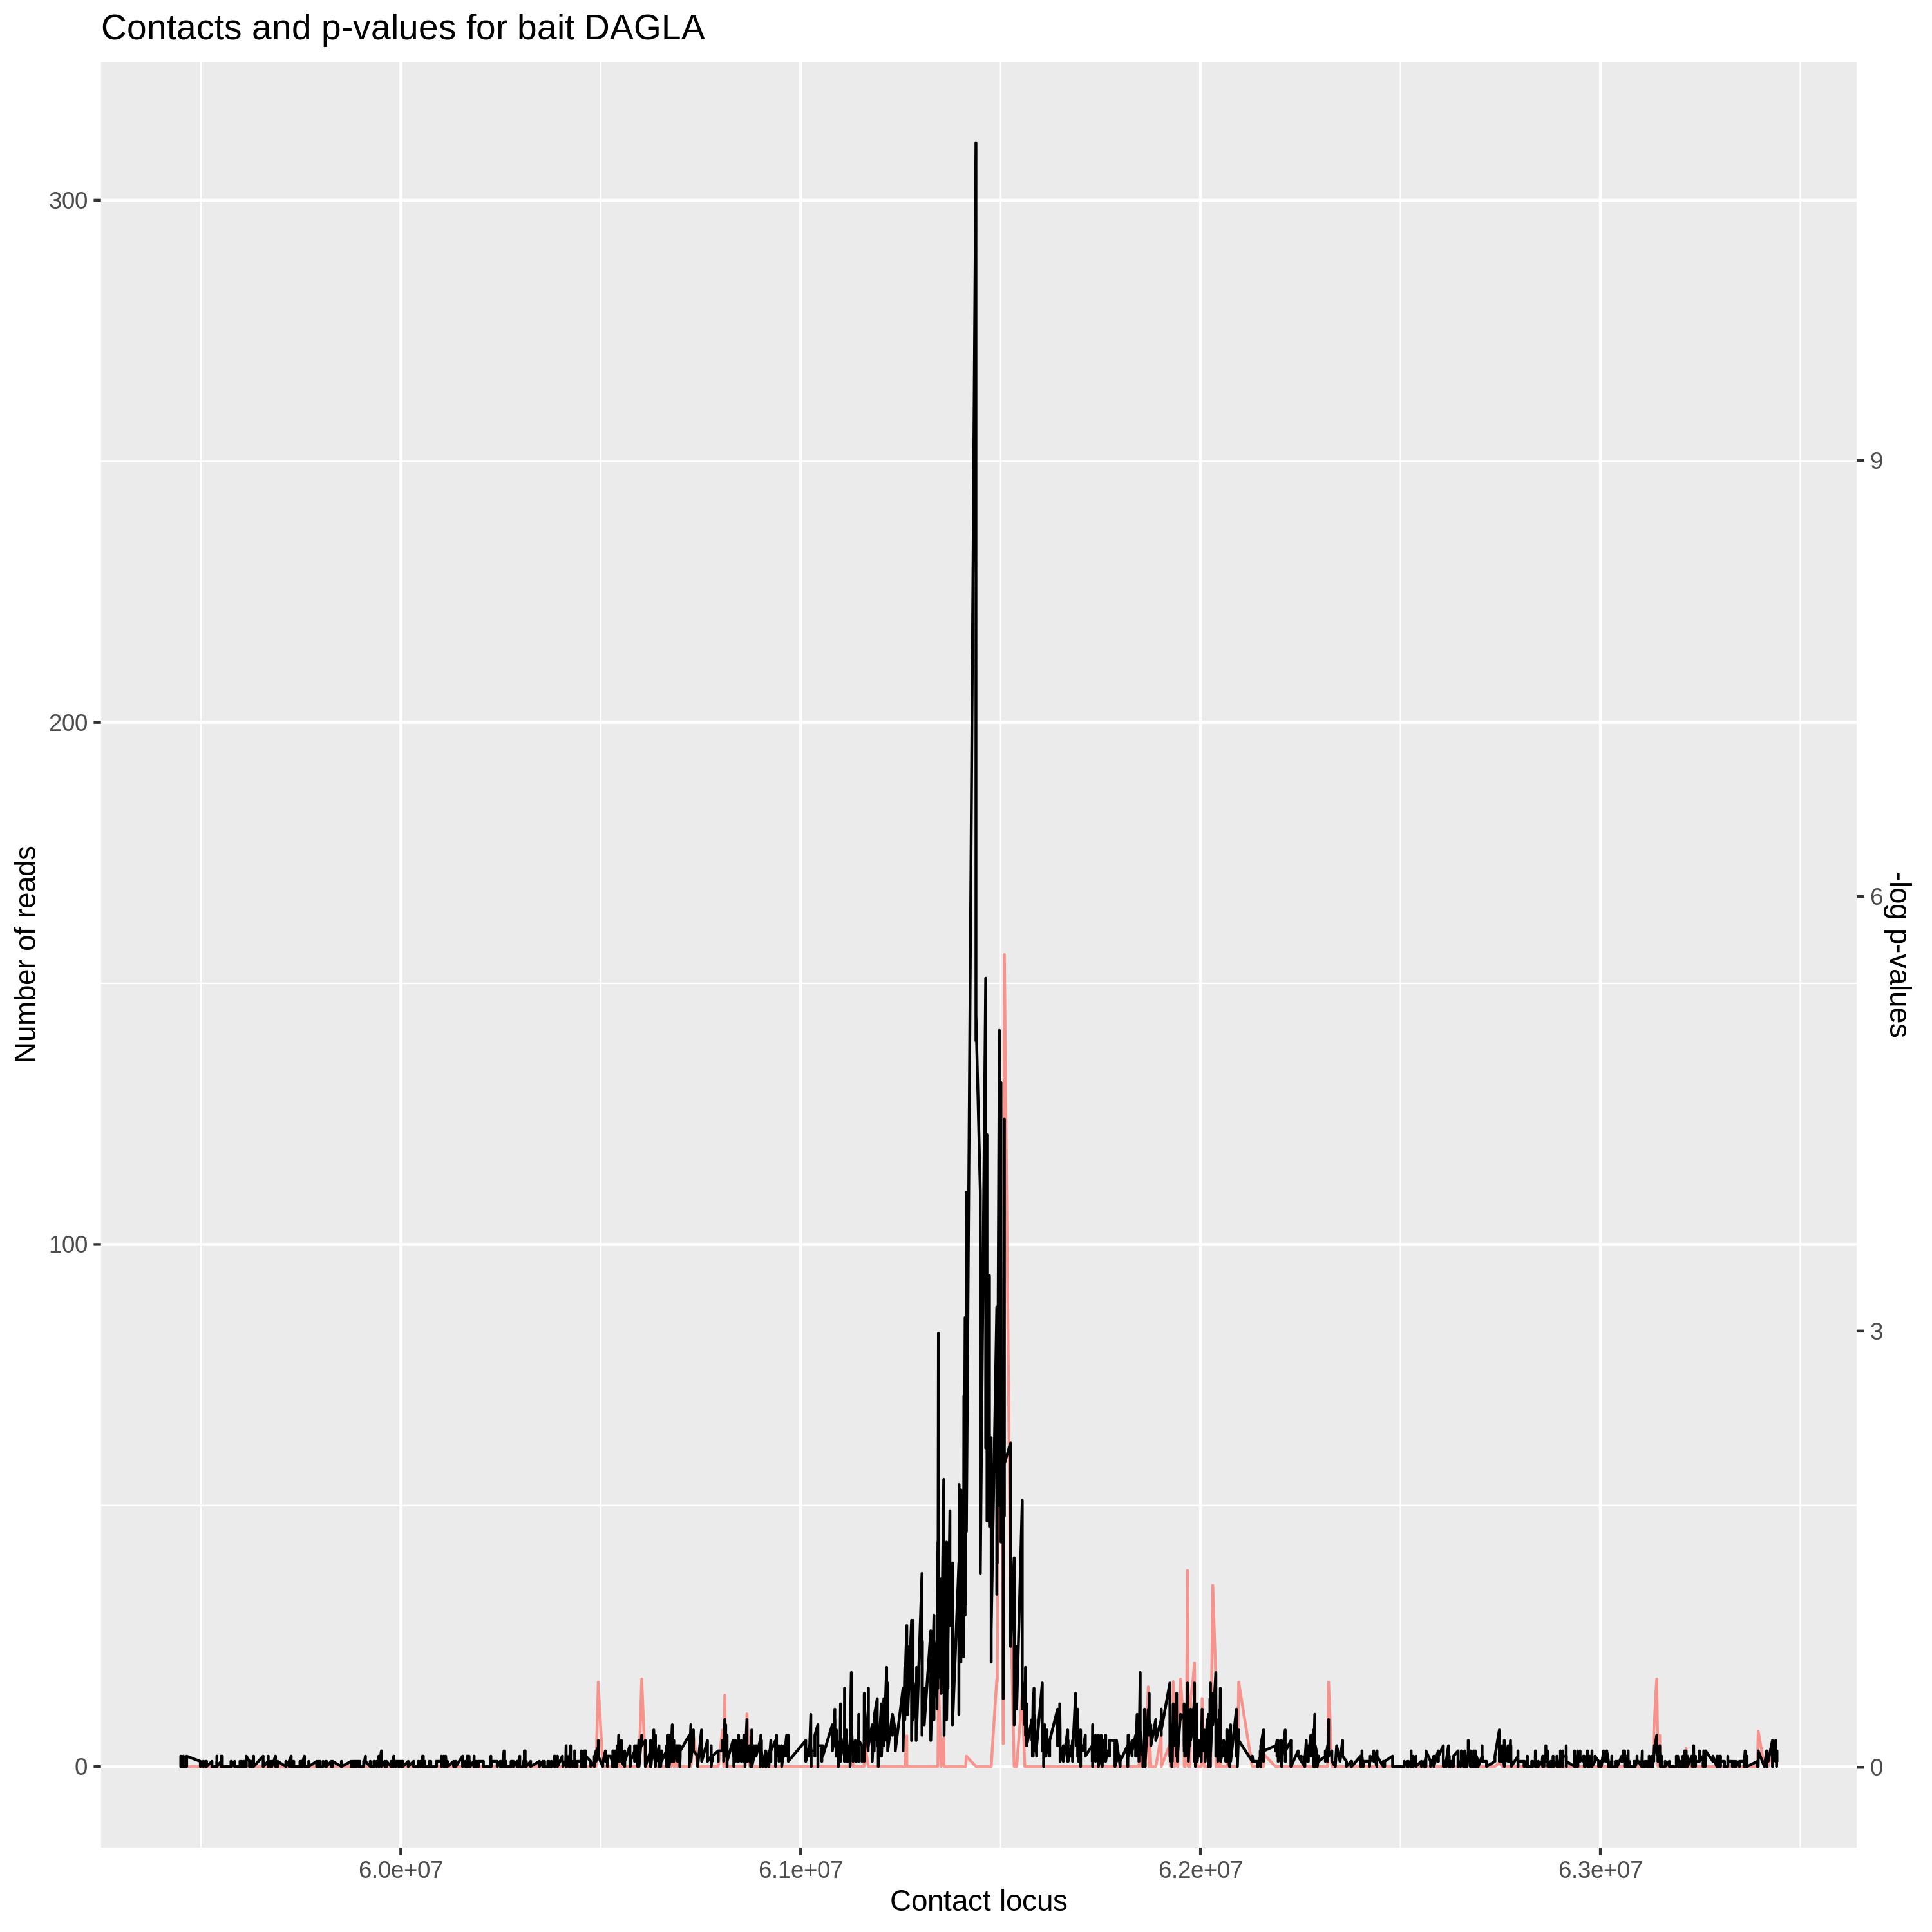 Contacts and p-values for bait DAGLA
300
200
100
0
9
6
3
0
Number of reads
-log p-values
6.0e+07
6.1e+07
6.2e+07
6.3e+07
Contact locus